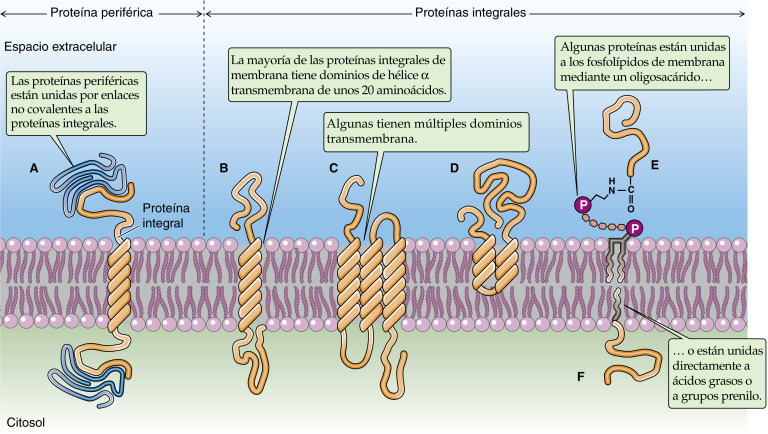 Proteína periférica
Proteínas integrales
Espacio extracelular
Las proteínas periféricas
están unidas por enlaces
no covalentes a las
proteínas integrales.
La mayoría de las proteínas integrales de
membrana tiene dominios de hélice α
transmembrana de unos 20 aminoácidos.
Algunas tienen múltiples dominios
transmembrana.
Algunas proteínas están unidas
a los fosfolípidos de membrana
mediante un oligosacárido…
A
B
C
D
E
Proteína
integral
H
N
C
O
P
P
… o están unidas
directamente a
ácidos grasos o
a grupos prenilo.
F
Citosol